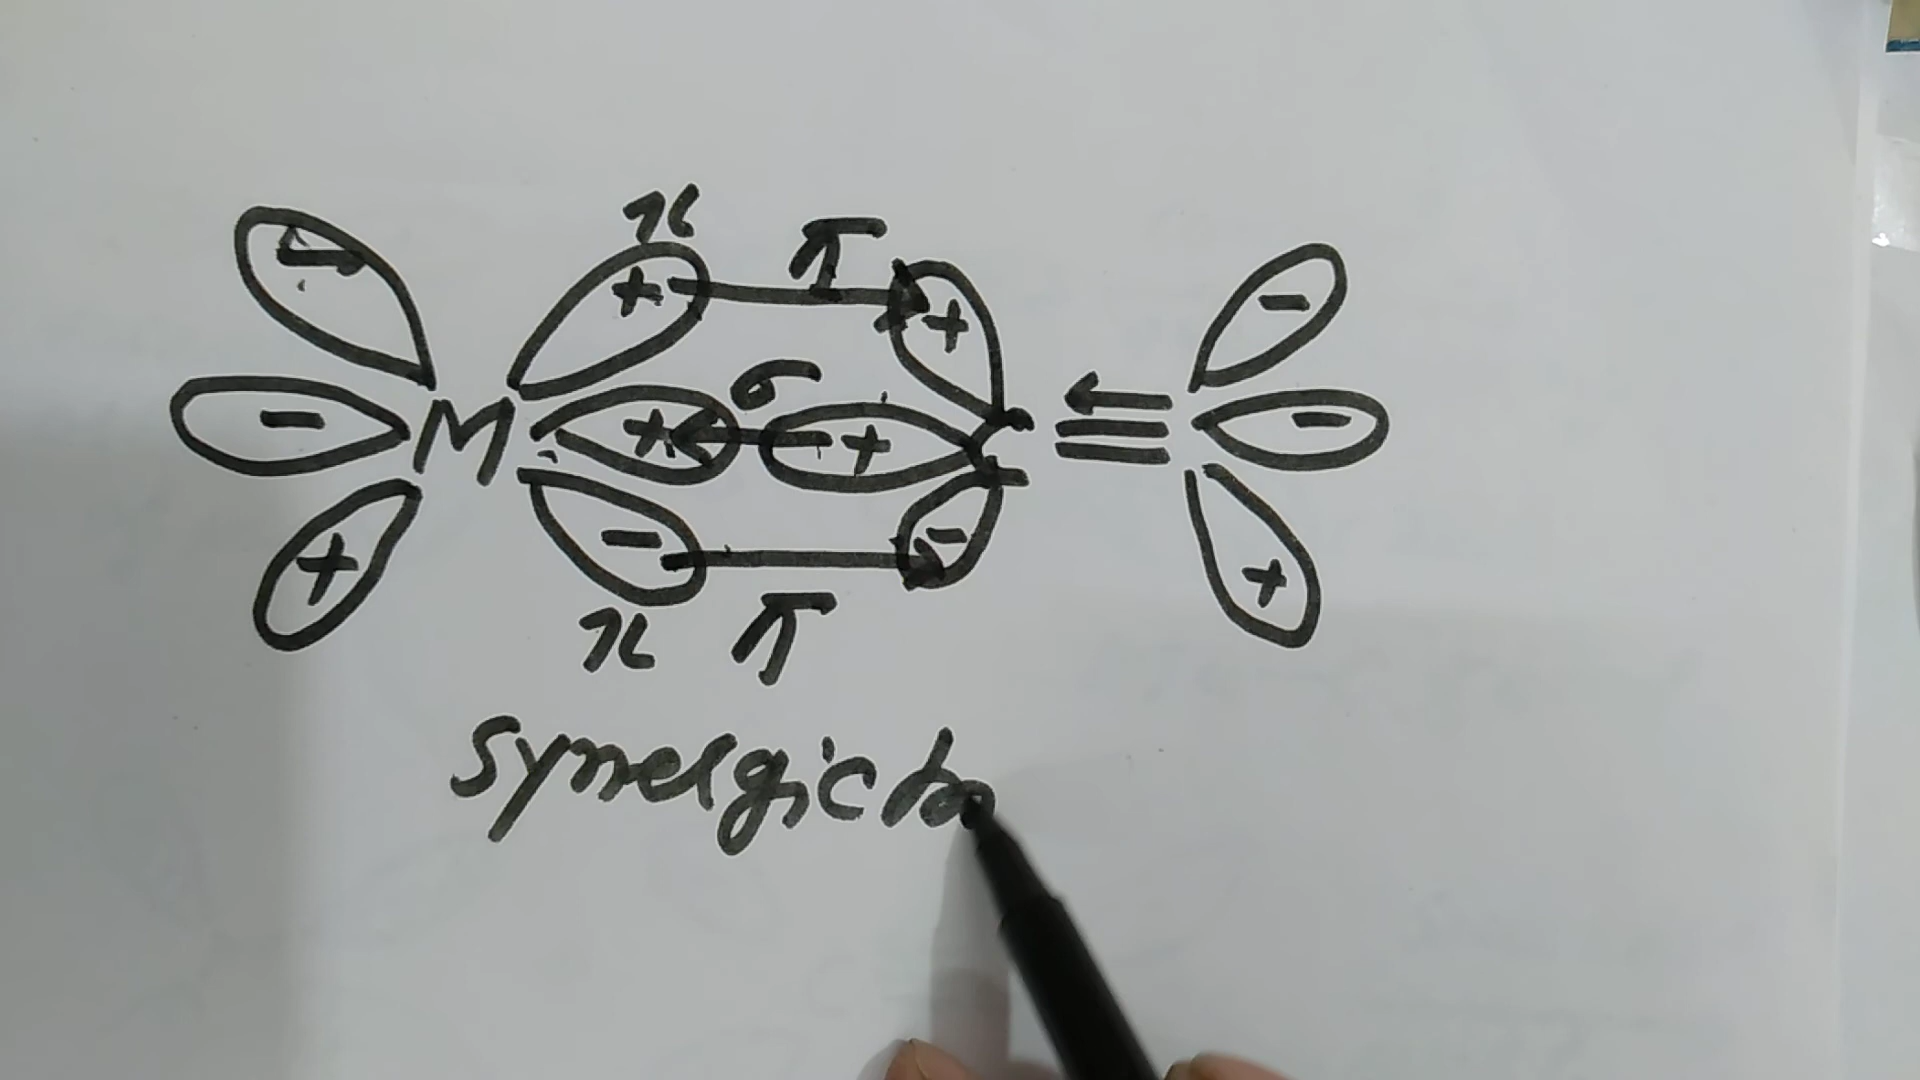 π π
- + +  -
σ
- M + + C ≡ -
+ - - +
π π
synergic bo